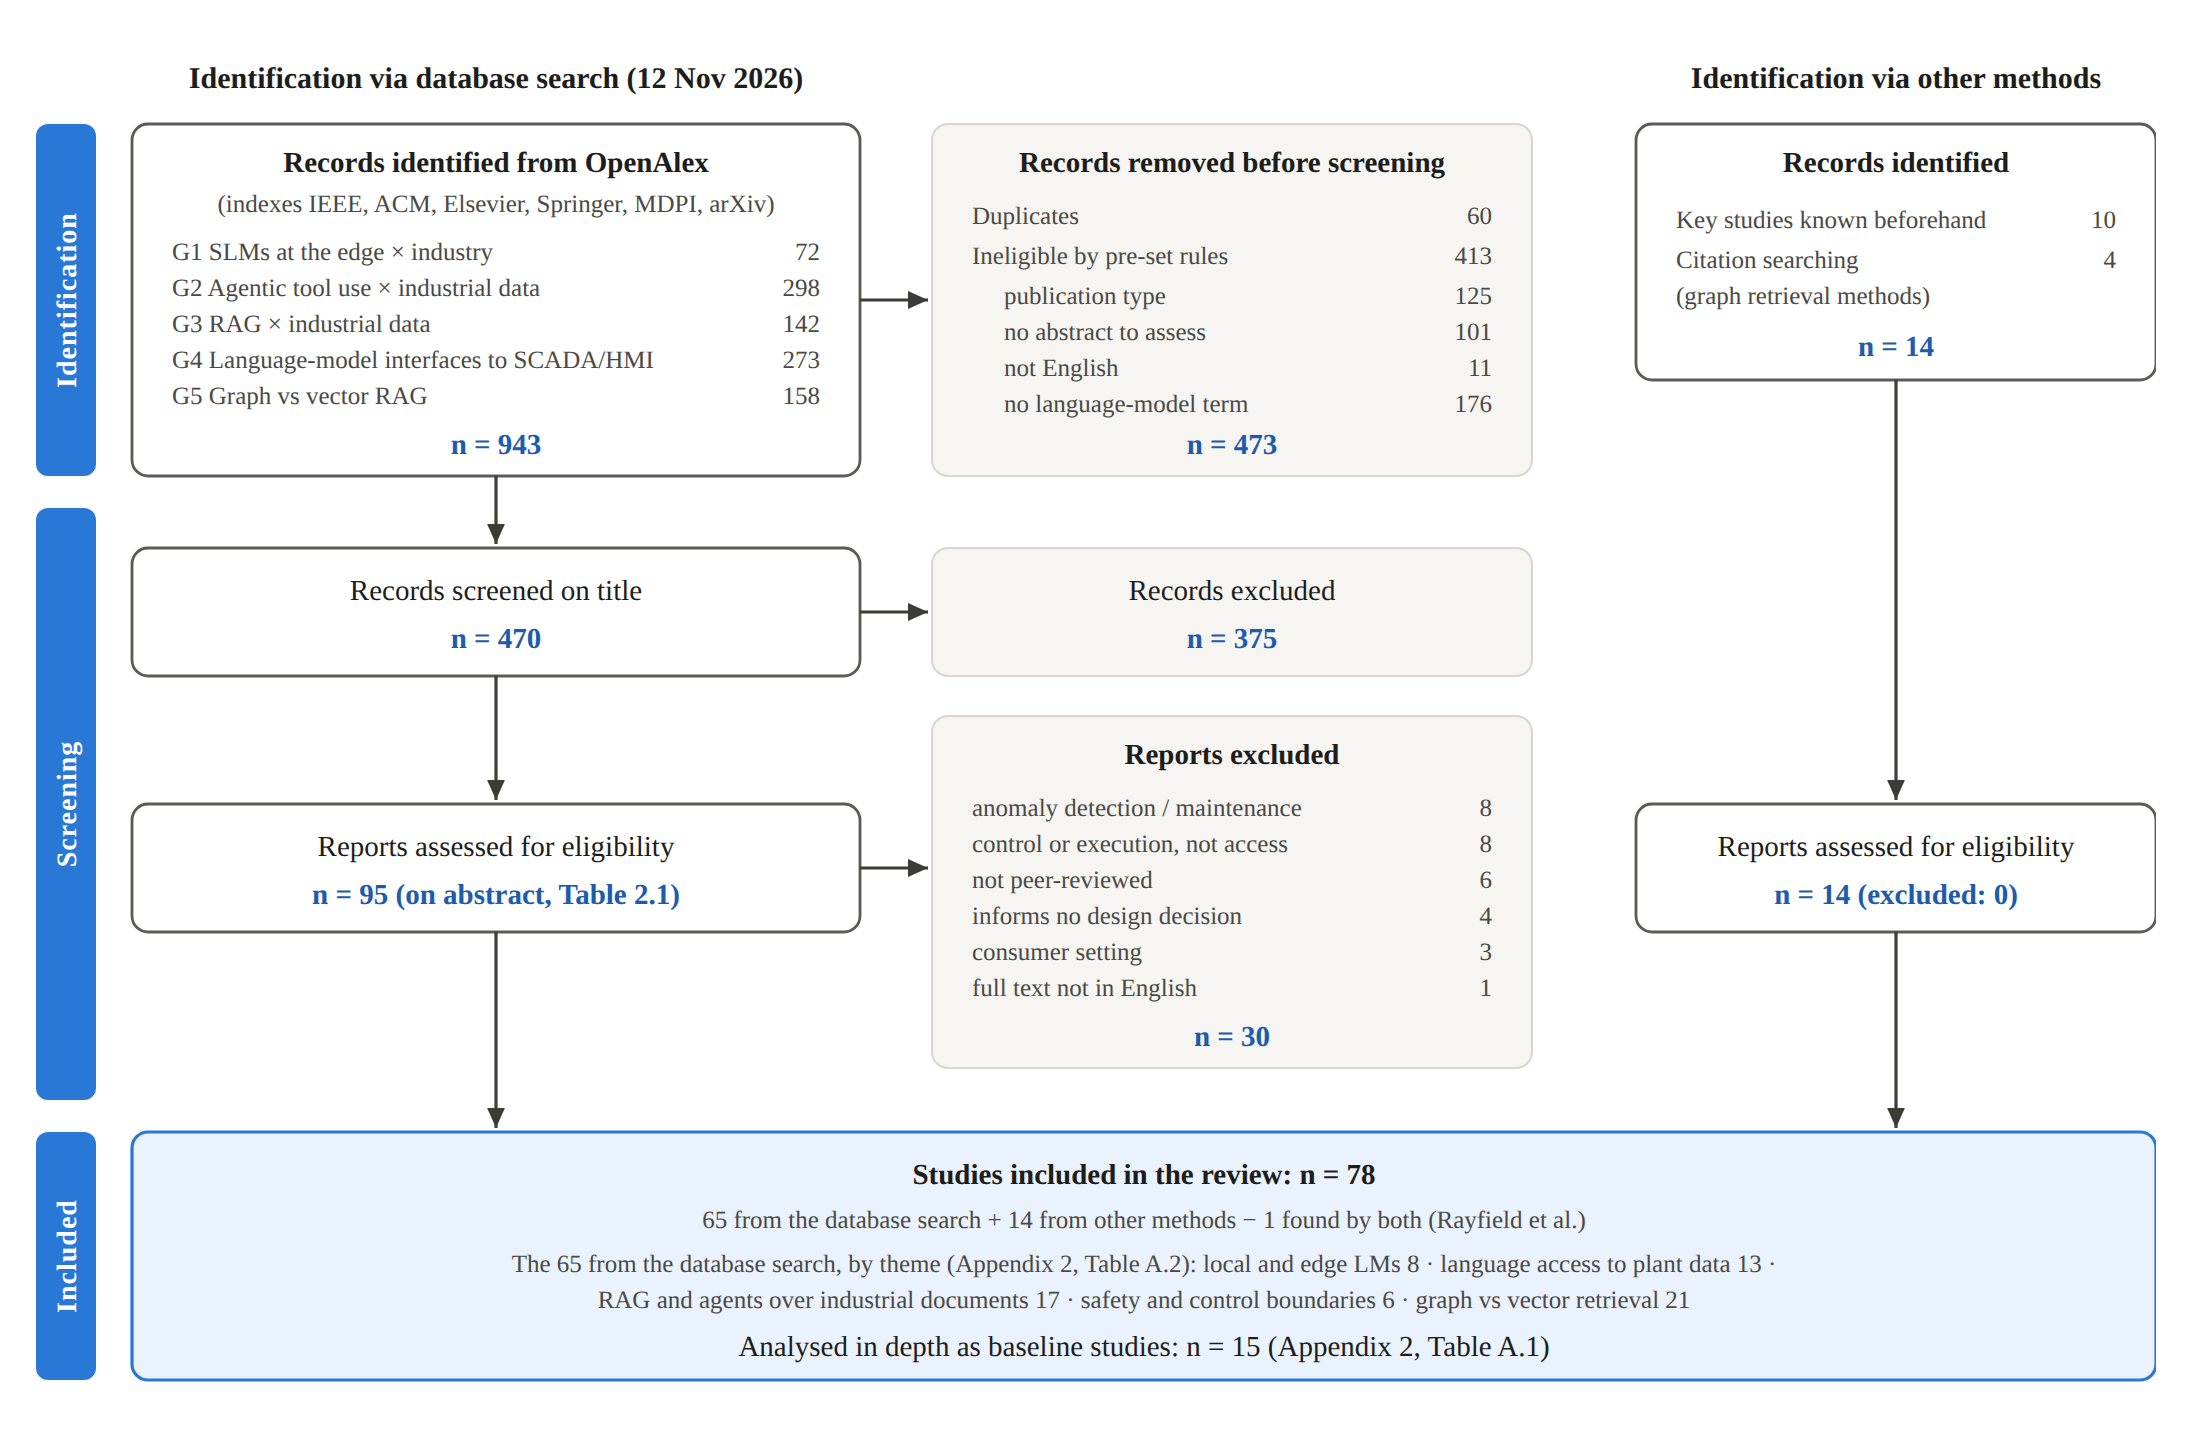 Identification via database search (12 Nov 2026)
Identification via other methods
Identification
Records identified from OpenAlex
(indexes IEEE, ACM, Elsevier, Springer, MDPI, arXiv)
G1 SLMs at the edge × industry 72
G2 Agentic tool use × industrial data 298
G3 RAG × industrial data 142
G4 Language-model interfaces to SCADA/HMI 273
G5 Graph vs vector RAG 158
n = 943
Records removed before screening
Duplicates 60
Ineligible by pre-set rules 413
publication type 125
no abstract to assess 101
not English 11
no language-model term 176
n = 473
Records identified
Key studies known beforehand 10
Citation searching 4
(graph retrieval methods)
n = 14
Screening
Records screened on title
n = 470
Records excluded
n = 375
Reports assessed for eligibility
n = 95 (on abstract, Table 2.1)
Reports excluded
anomaly detection / maintenance 8
control or execution, not access 8
not peer-reviewed 6
informs no design decision 4
consumer setting 3
full text not in English 1
n = 30
Reports assessed for eligibility
n = 14 (excluded: 0)
Included
Studies included in the review: n = 78
65 from the database search + 14 from other methods − 1 found by both (Rayfield et al.)
The 65 from the database search, by theme (Appendix 2, Table A.2): local and edge LMs 8 · language access to plant data 13 ·
RAG and agents over industrial documents 17 · safety and control boundaries 6 · graph vs vector retrieval 21
Analysed in depth as baseline studies: n = 15 (Appendix 2, Table A.1)